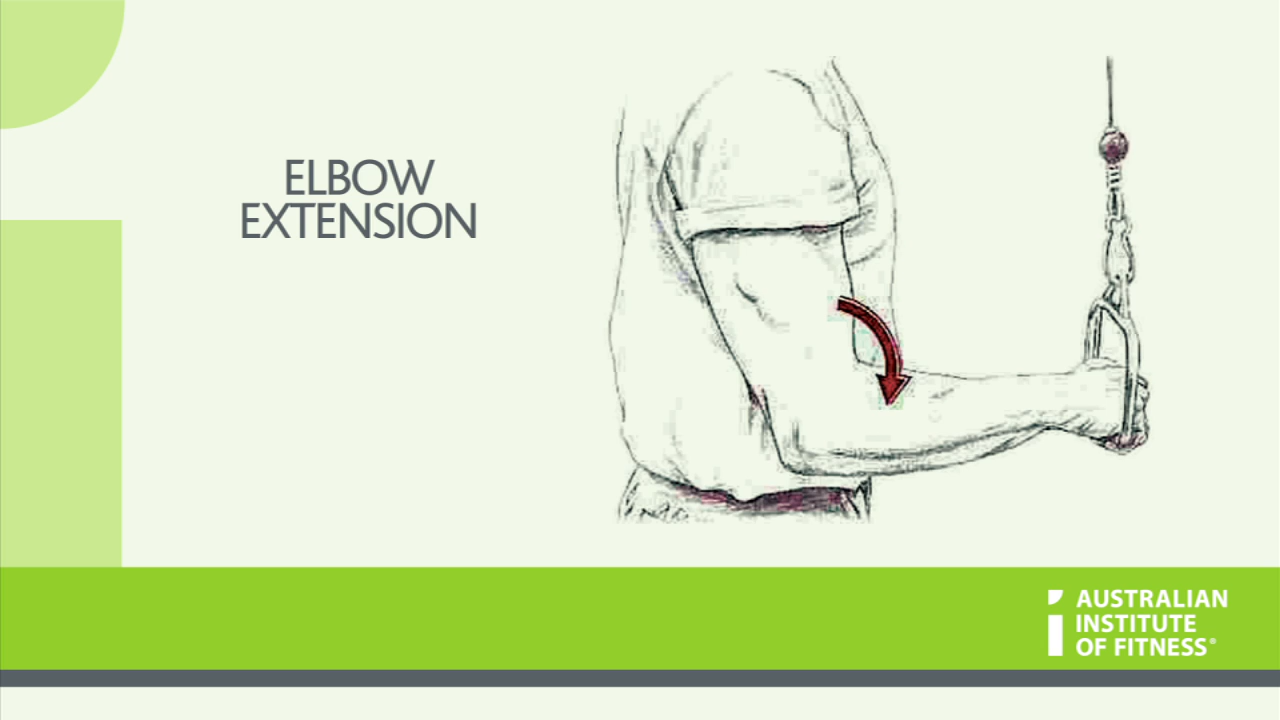 ELBOW
EXTENSION
AUSTRALIAN
INSTITUTE
OF FITNESS®